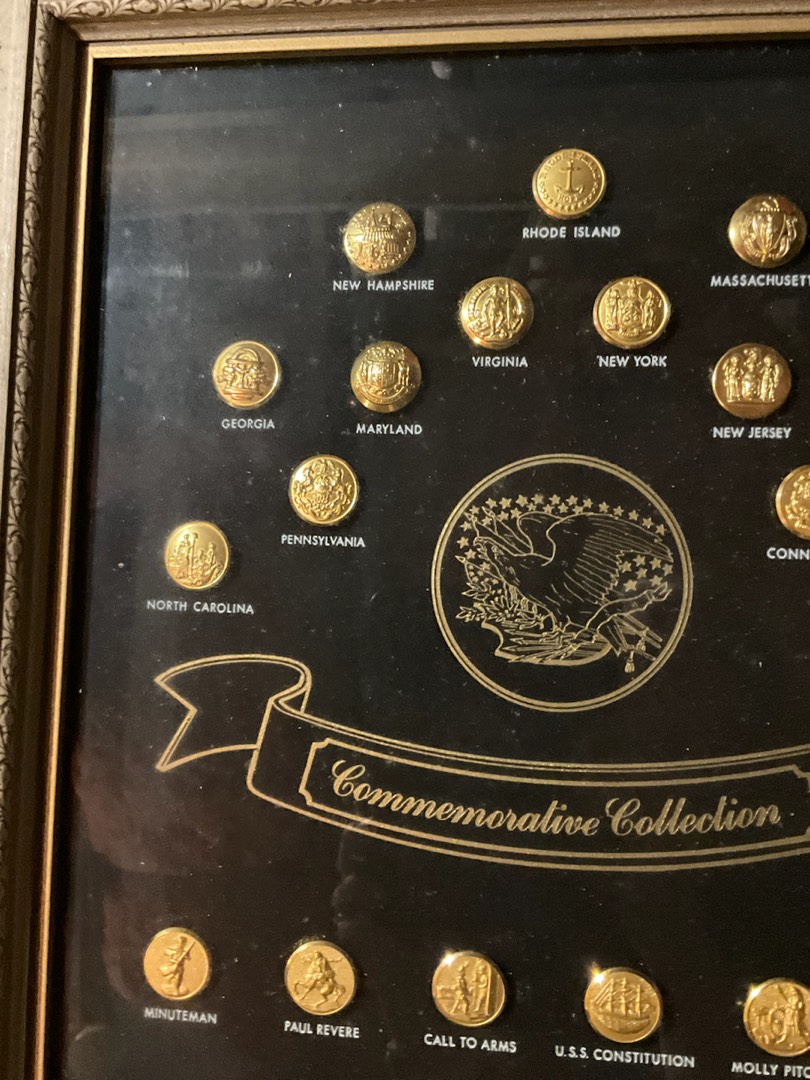 RHODE ISLAND
NEW HAMPSHIRE
MASSACHUSETT
VIRGINIA
NEW YORK
GEORGIA
MARYLAND
NEW JERSEY
PENNSYLVANIA
CONN
NORTH CAROLINA
Commemorative Collection
MINUTEMAN
PAUL REVERE
CALL TO ARMS
U.S.S. CONSTITUTION
MOLLY PITC